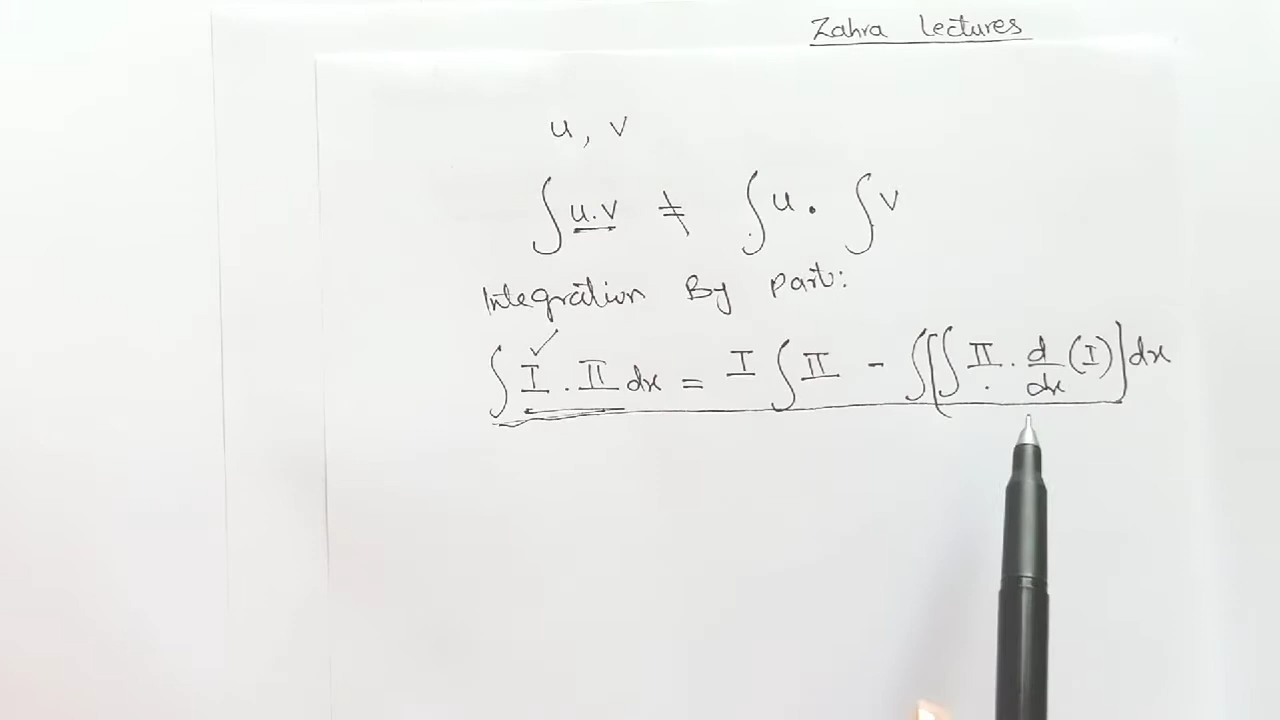 Zahra Lectures
u, v
∫u.v ≠ ∫u. ∫v
Integration By Part:
∫ I . II dx = I ∫ II - ∫[∫ II . d/dx (I)] dx